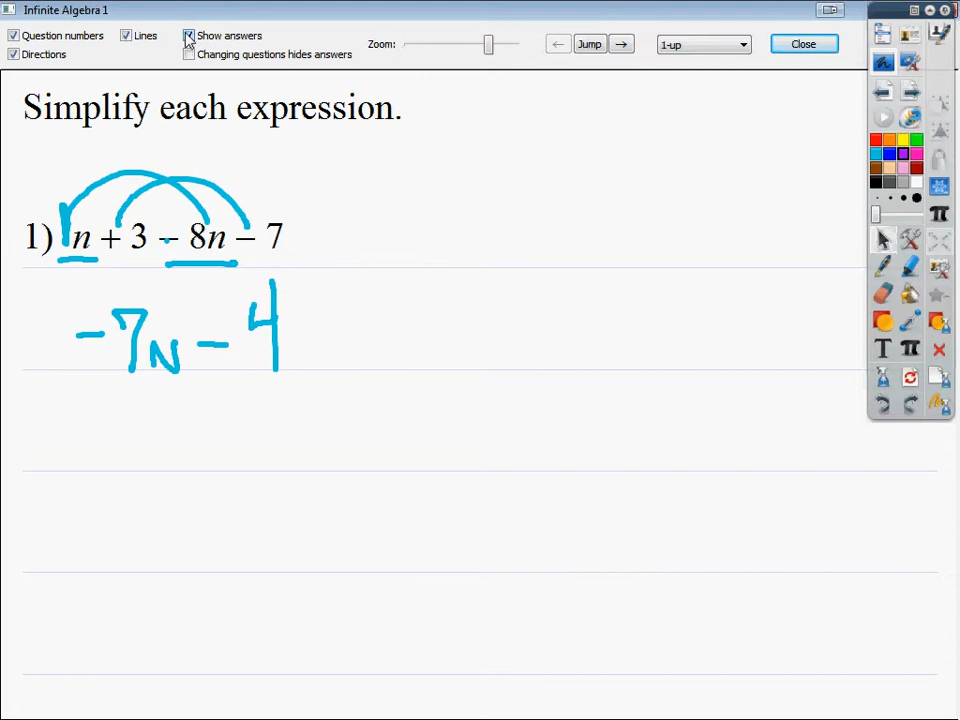 Infinite Algebra 1
Question numbers
Lines
Show answers
Directions
Changing questions hides answers
Zoom:
←
Jump
→
1-up
Close
Simplify each expression.
1) 1n + 3 − 8n − 7
-7N - 4